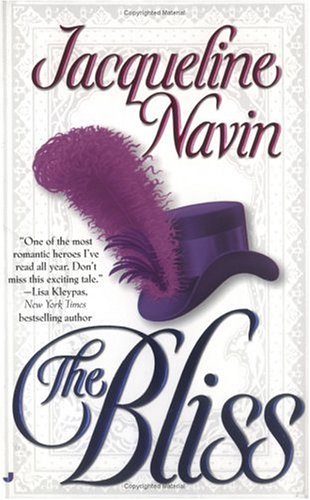 Copyrighted Material
Jacqueline
Navin
"One of the most
romantic heroes I've
read all year. Don't
miss this exciting tale."
—Lisa Kleypas,
New York Times
bestselling author
The
Bliss
J
Copyrighted Material